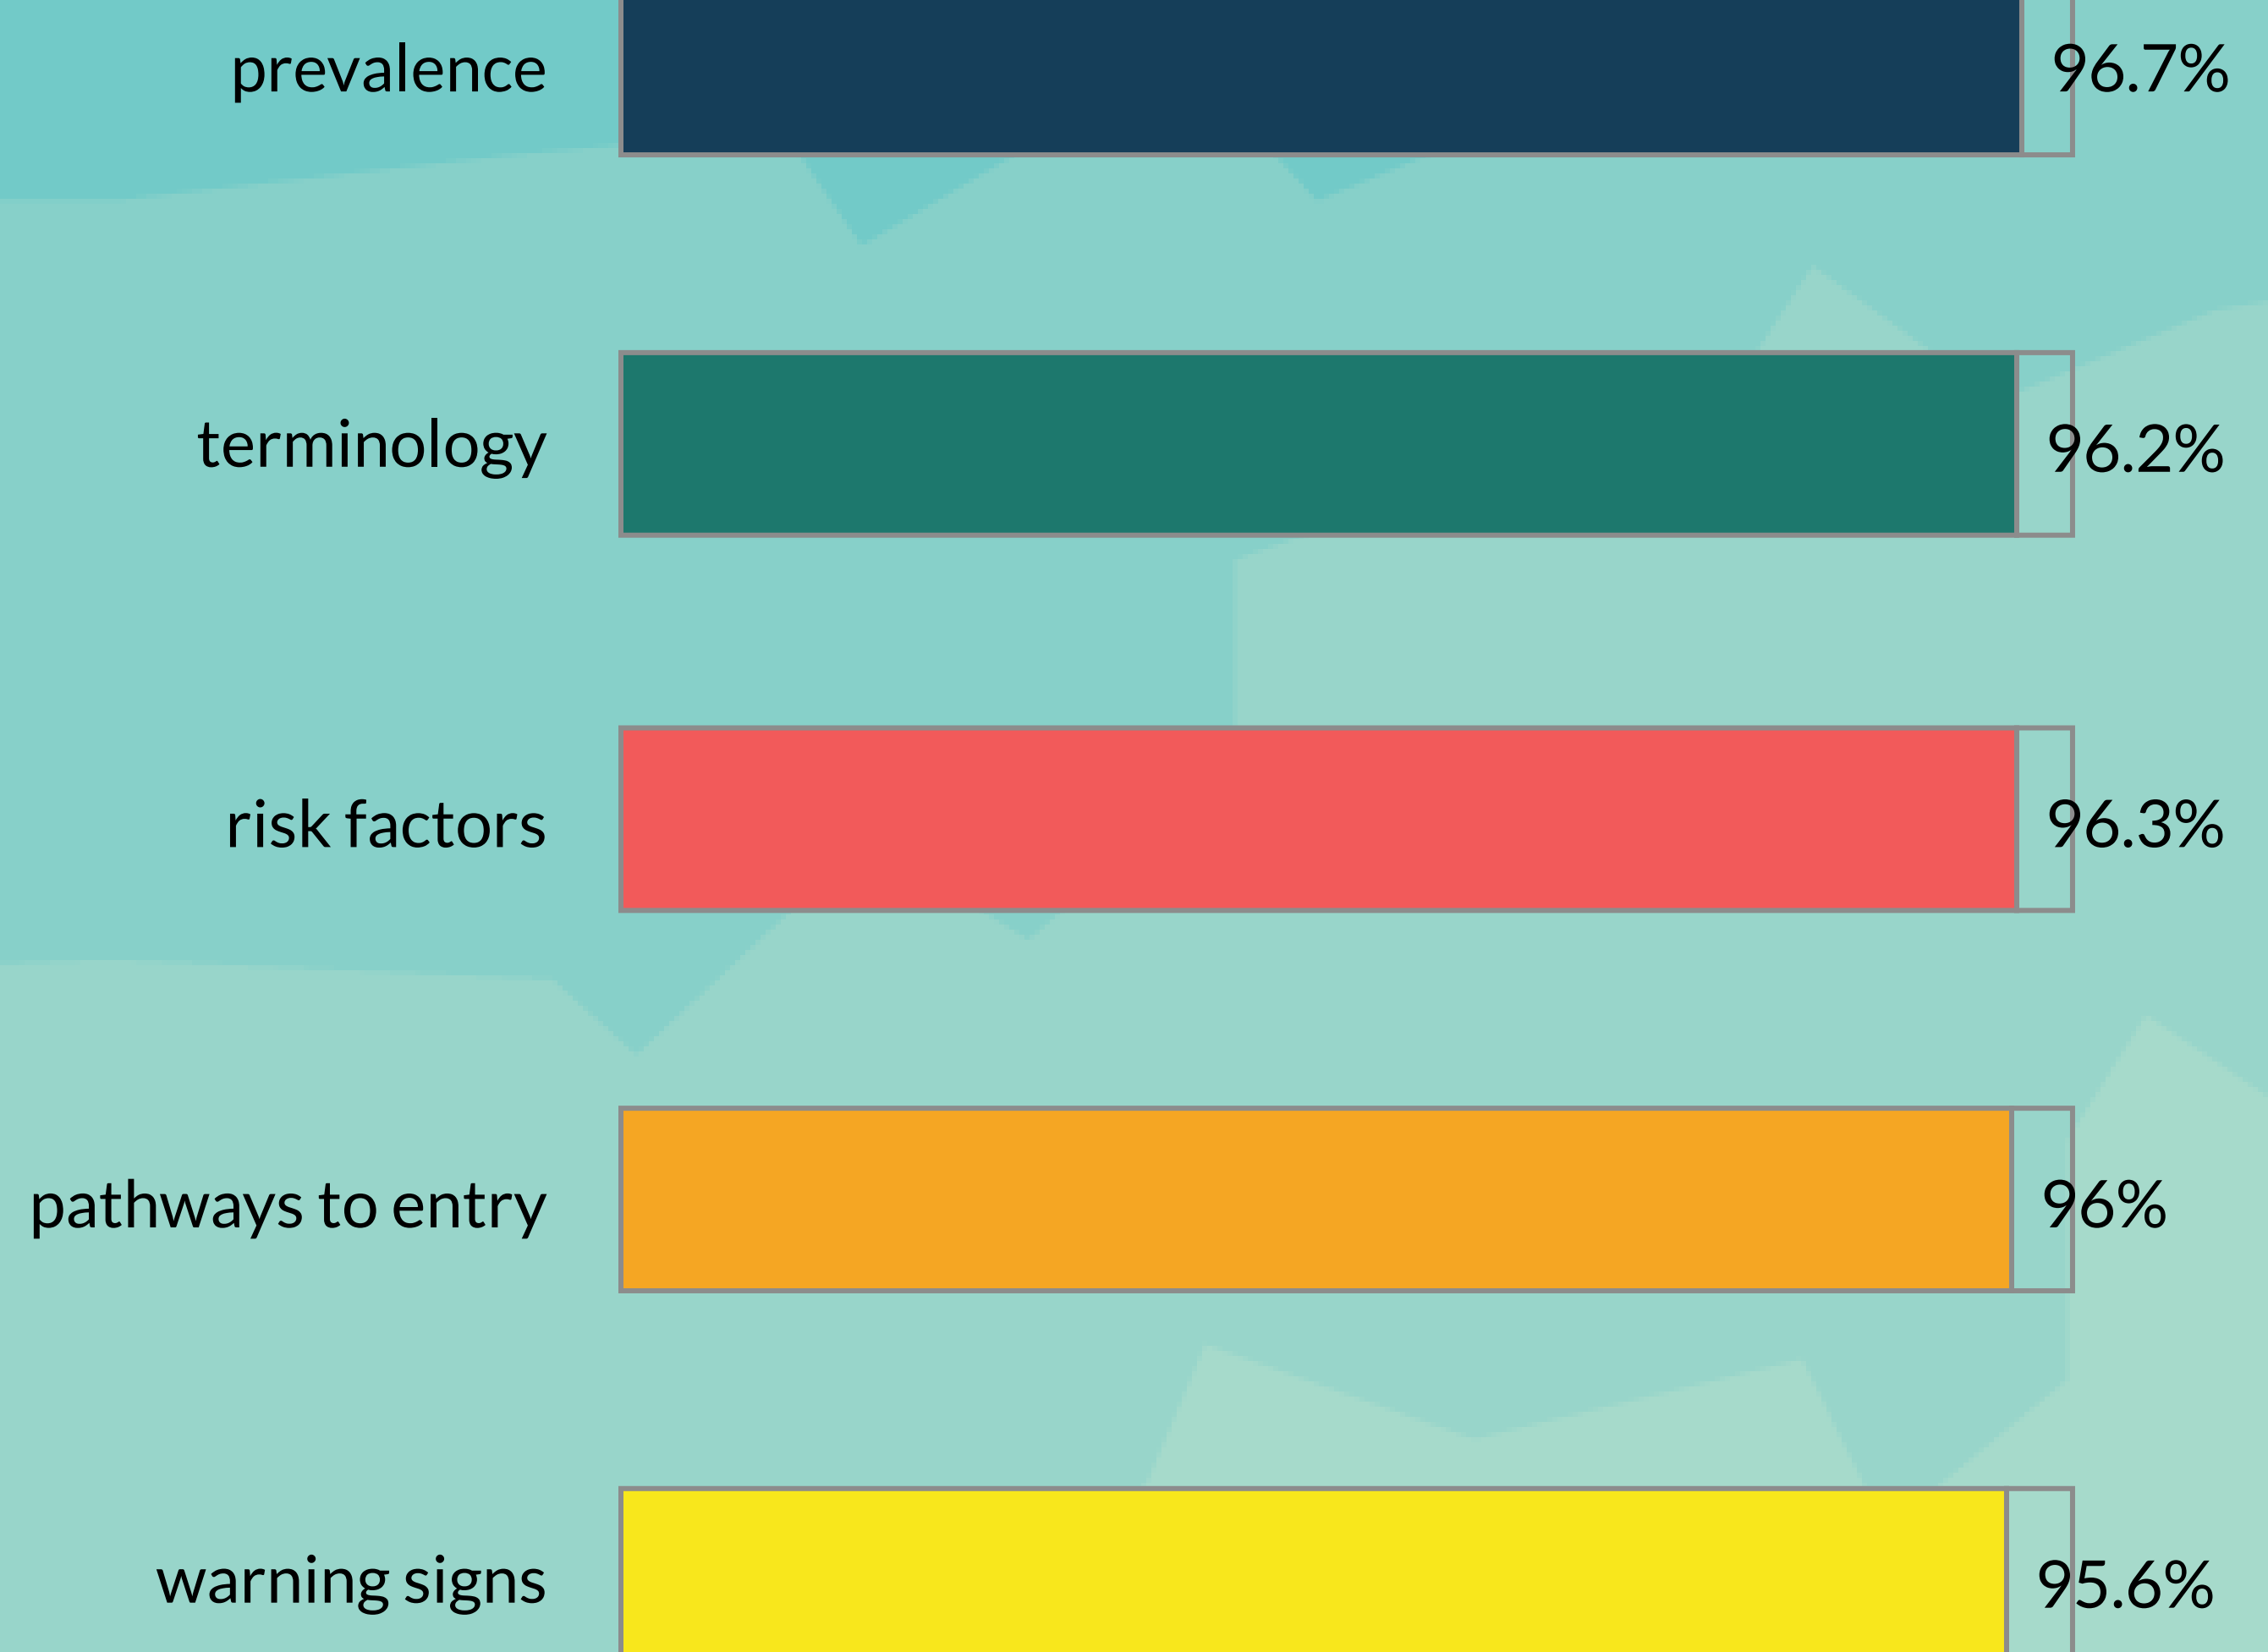 prevalence 96.7%
terminology 96.2%
risk factors 96.3%
pathways to entry 96%
warning signs 95.6%